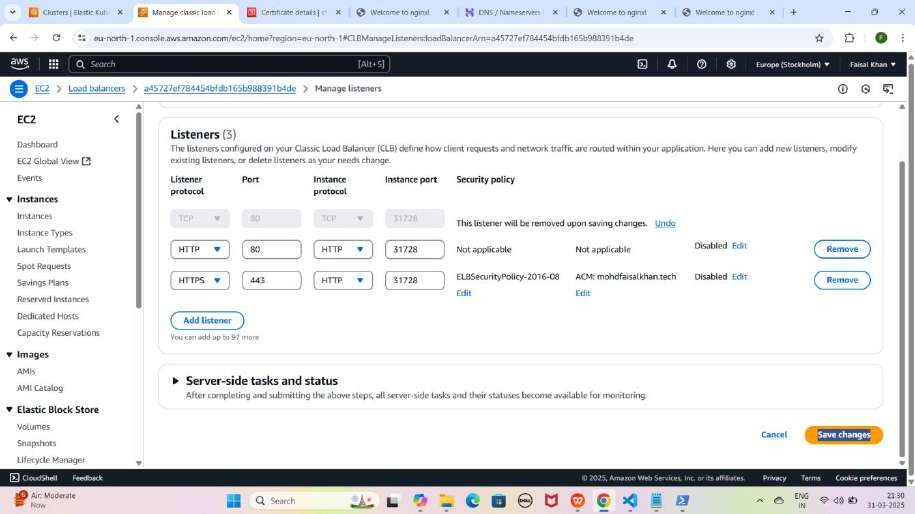 Clusters | Elastic Kube
Manage classic load
Certificate details | c
Welcome to nginx!
DNS / Nameservers
Welcome to nginx!
Welcome to nginx!
eu-north-1.console.aws.amazon.com/ec2/home?region=eu-north-1#CLBManageListeners:loadBalancerArn=a45727ef784454bfdb165b988391b4de
F
aws
Search
[Alt+S]
Europe (Stockholm)
Faisal Khan
EC2
Load balancers
a45727ef784454bfdb165b988391b4de
Manage listeners
EC2
Dashboard
EC2 Global View
Events
Instances
Instances
Instance Types
Launch Templates
Spot Requests
Savings Plans
Reserved Instances
Dedicated Hosts
Capacity Reservations
Images
AMIs
AMI Catalog
Elastic Block Store
Volumes
Snapshots
Lifecycle Manager
Listeners (3)
The listeners configured on your Classic Load Balancer (CLB) define how client requests and network traffic are routed within your application. Here you can add new listeners, modify
existing listeners, or delete listeners as your needs change.
Listener protocol Port Instance protocol Instance port Security policy
TCP 80 TCP 31728 This listener will be removed upon saving changes. Undo
HTTP 80 HTTP 31728 Not applicable Not applicable Disabled Edit Remove
HTTPS 443 HTTP 31728 ELBSecurityPolicy-2016-08 ACM: mohdfaisalkhan.tech Disabled Edit Remove
Edit Edit
Add listener
You can add up to 97 more
Server-side tasks and status
After completing and submitting the above steps, all server-side tasks and their statuses become available for monitoring.
Cancel Save changes
CloudShell Feedback © 2025, Amazon Web Services, Inc. or its affiliates. Privacy Terms Cookie preferences
6
Air: Moderate
Now
Search
DELL
ENG
IN
21:30
31-03-2025